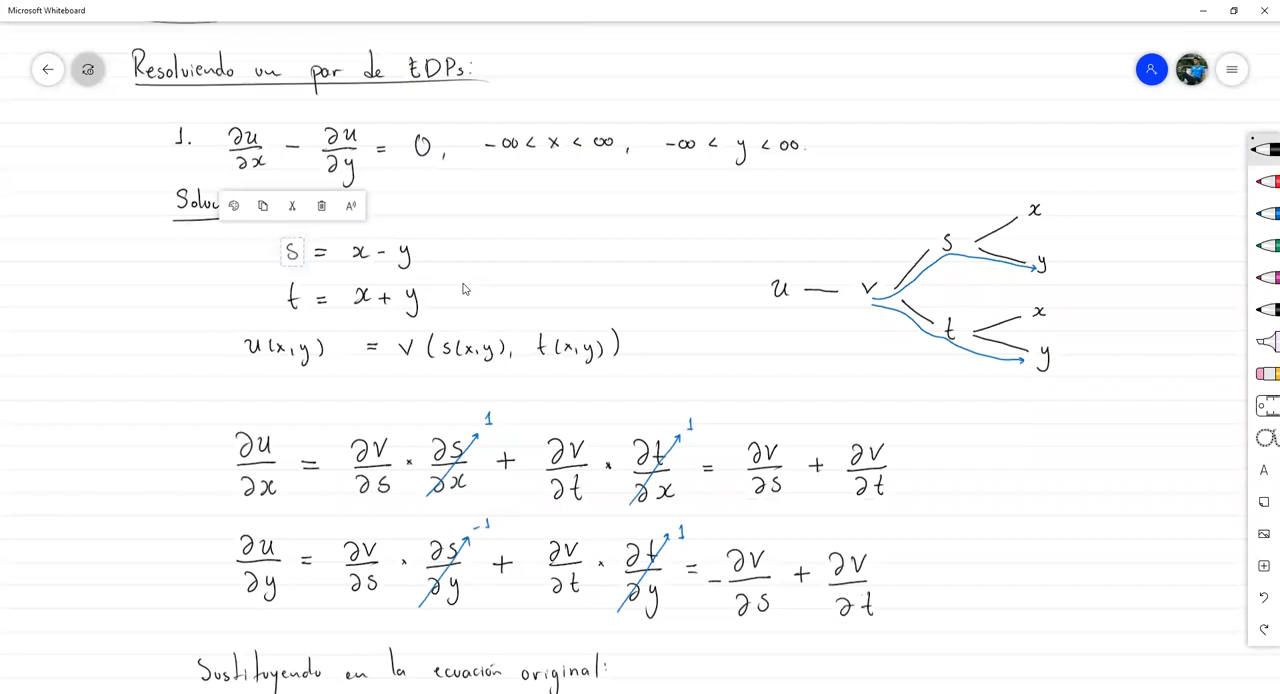 Microsoft Whiteboard
Resolviendo un par de EDPs:
1. ∂u/∂x - ∂u/∂y = 0, -∞ < x < ∞, -∞ < y < ∞.
s = x - y
t = x + y
u(x,y) = v(s(x,y), t(x,y))
u — v
s
x
y
t
x
y
∂u/∂x = ∂v/∂s · ∂s/∂x 1 + ∂v/∂t · ∂t/∂x 1 = ∂v/∂s + ∂v/∂t
∂u/∂y = ∂v/∂s · ∂s/∂y -1 + ∂v/∂t · ∂t/∂y 1 = -∂v/∂s + ∂v/∂t
Sustituyendo en la ecuación original: